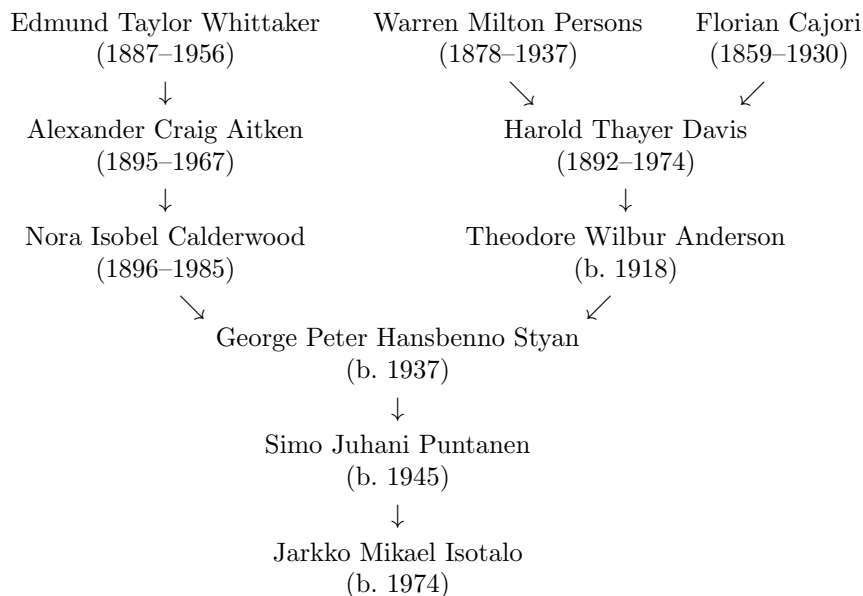 Edmund Taylor Whittaker Warren Milton Persons Florian Cajori
(1887–1956) (1878–1937) (1859–1930)
↓ ↘ ↙
Alexander Craig Aitken Harold Thayer Davis
(1895–1967) (1892–1974)
↓ ↓
Nora Isobel Calderwood Theodore Wilbur Anderson
(1896–1985) (b. 1918)
↘ ↙
George Peter Hansbenno Styan
(b. 1937)
↓
Simo Juhani Puntanen
(b. 1945)
↓
Jarkko Mikael Isotalo
(b. 1974)